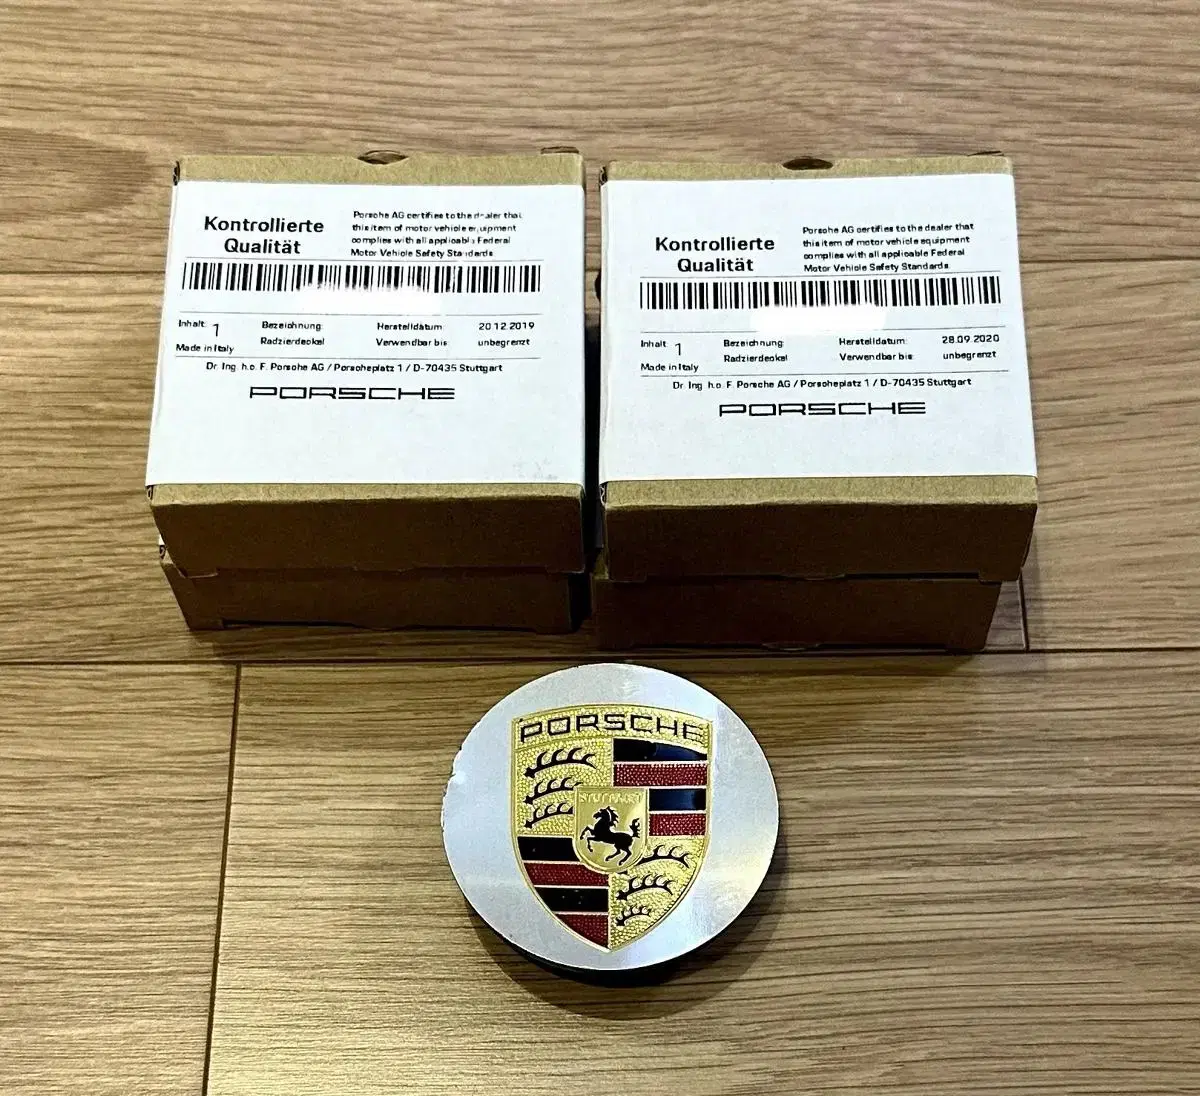 Kontrollierte
Qualität
Porsche AG certifies to the dealer that
this item of motor vehicle equipment
complies with all applicable Federal
Motor Vehicle Safety Standards
Inhalt: 1
Bezeichnung:
Herstelldatum:
20.12.2019
Made in Italy
Radzierdeckel
Verwendbar bis:
unbegrenzt
Dr. Ing. h.c. F. Porsche AG / Porscheplatz 1 / D-70435 Stuttgart
PORSCHE
Kontrollierte
Qualität
Porsche AG certifies to the dealer that
this item of motor vehicle equipment
complies with all applicable Federal
Motor Vehicle Safety Standards.
Inhalt: 1
Bezeichnung:
Herstelldatum:
28.09.2020
Made in Italy
Radzierdeckel
Verwendbar bis:
unbegrenzt
Dr. Ing. h.c. F. Porsche AG / Porscheplatz 1 / D-70435 Stuttgart
PORSCHE
PORSCHE
STUTTGART